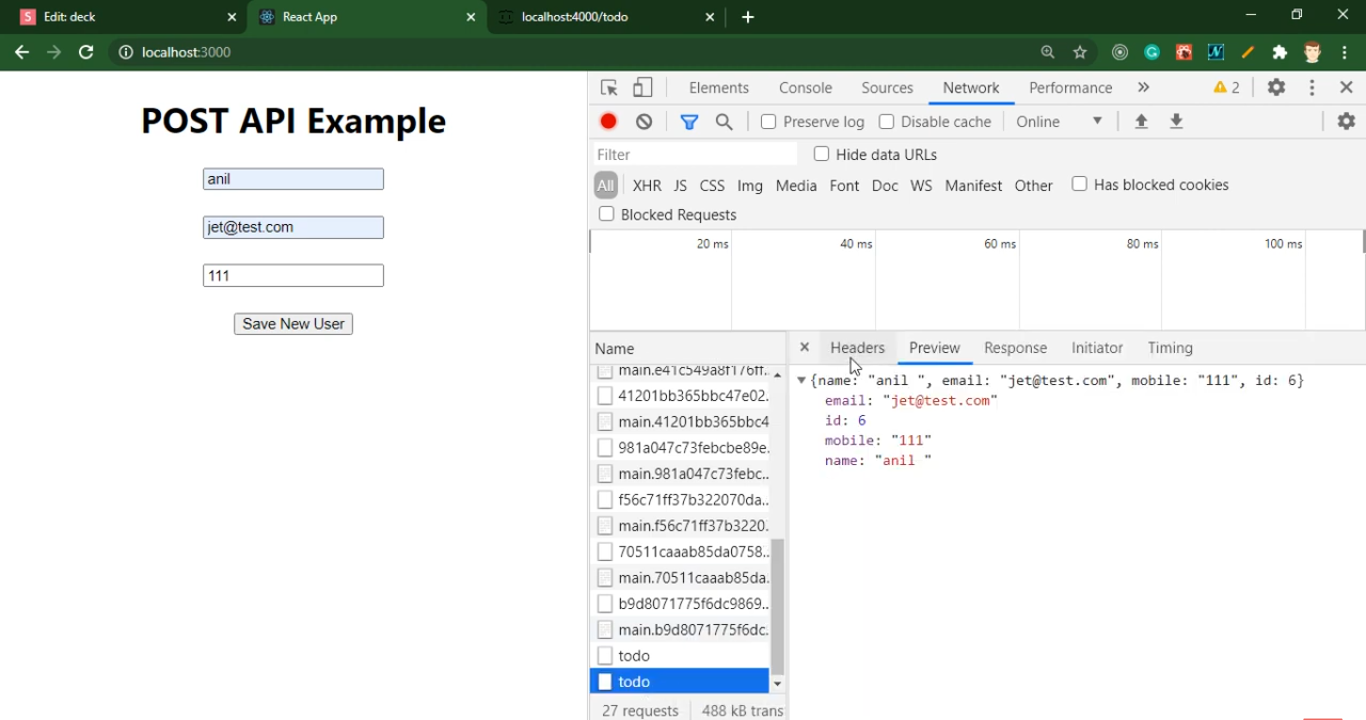 Edit: deck
React App
localhost:4000/todo
localhost:3000
POST API Example
anil
jet@test.com
111
Save New User
Elements Console Sources Network Performance » 2
Preserve log Disable cache Online
Filter Hide data URLs
All XHR JS CSS Img Media Font Doc WS Manifest Other Has blocked cookies
Blocked Requests
20 ms 40 ms 60 ms 80 ms 100 ms
Name
main.e41c549a8f176ff..
41201bb365bbc47e02.
main.41201bb365bbc4
981a047c73febcbe89e.
main.981a047c73febc..
f56c71ff37b322070da..
main.f56c71ff37b3220.
70511caaab85da0758..
main.70511caaab85da.
b9d8071775f6dc9869..
main.b9d8071775f6dc.
todo
todo
27 requests 488 kB trans
Headers Preview Response Initiator Timing
{name: "anil ", email: "jet@test.com", mobile: "111", id: 6}
email: "jet@test.com"
id: 6
mobile: "111"
name: "anil "